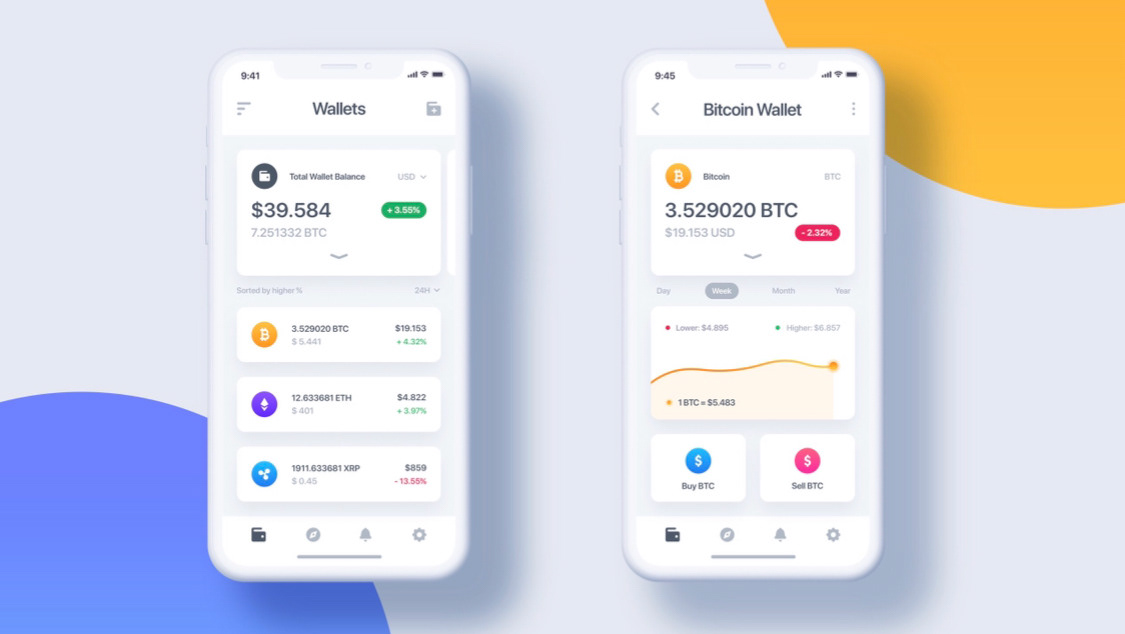 9:41
Wallets
Total Wallet Balance
USD
$39.584
+ 3.55%
7.251332 BTC
Sorted by higher %
24H
3.529020 BTC
$19.153
$ 5.441
+ 4.32%
12.633681 ETH
$4.822
$ 401
+ 3.97%
1911.633681 XRP
$859
$ 0.45
- 13.55%
9:45
Bitcoin Wallet
Bitcoin
BTC
3.529020 BTC
$19.153 USD
- 2.32%
Day
Week
Month
Year
Lower: $4.895
Higher: $6.857
1 BTC = $5.483
$
$
Buy BTC
Sell BTC